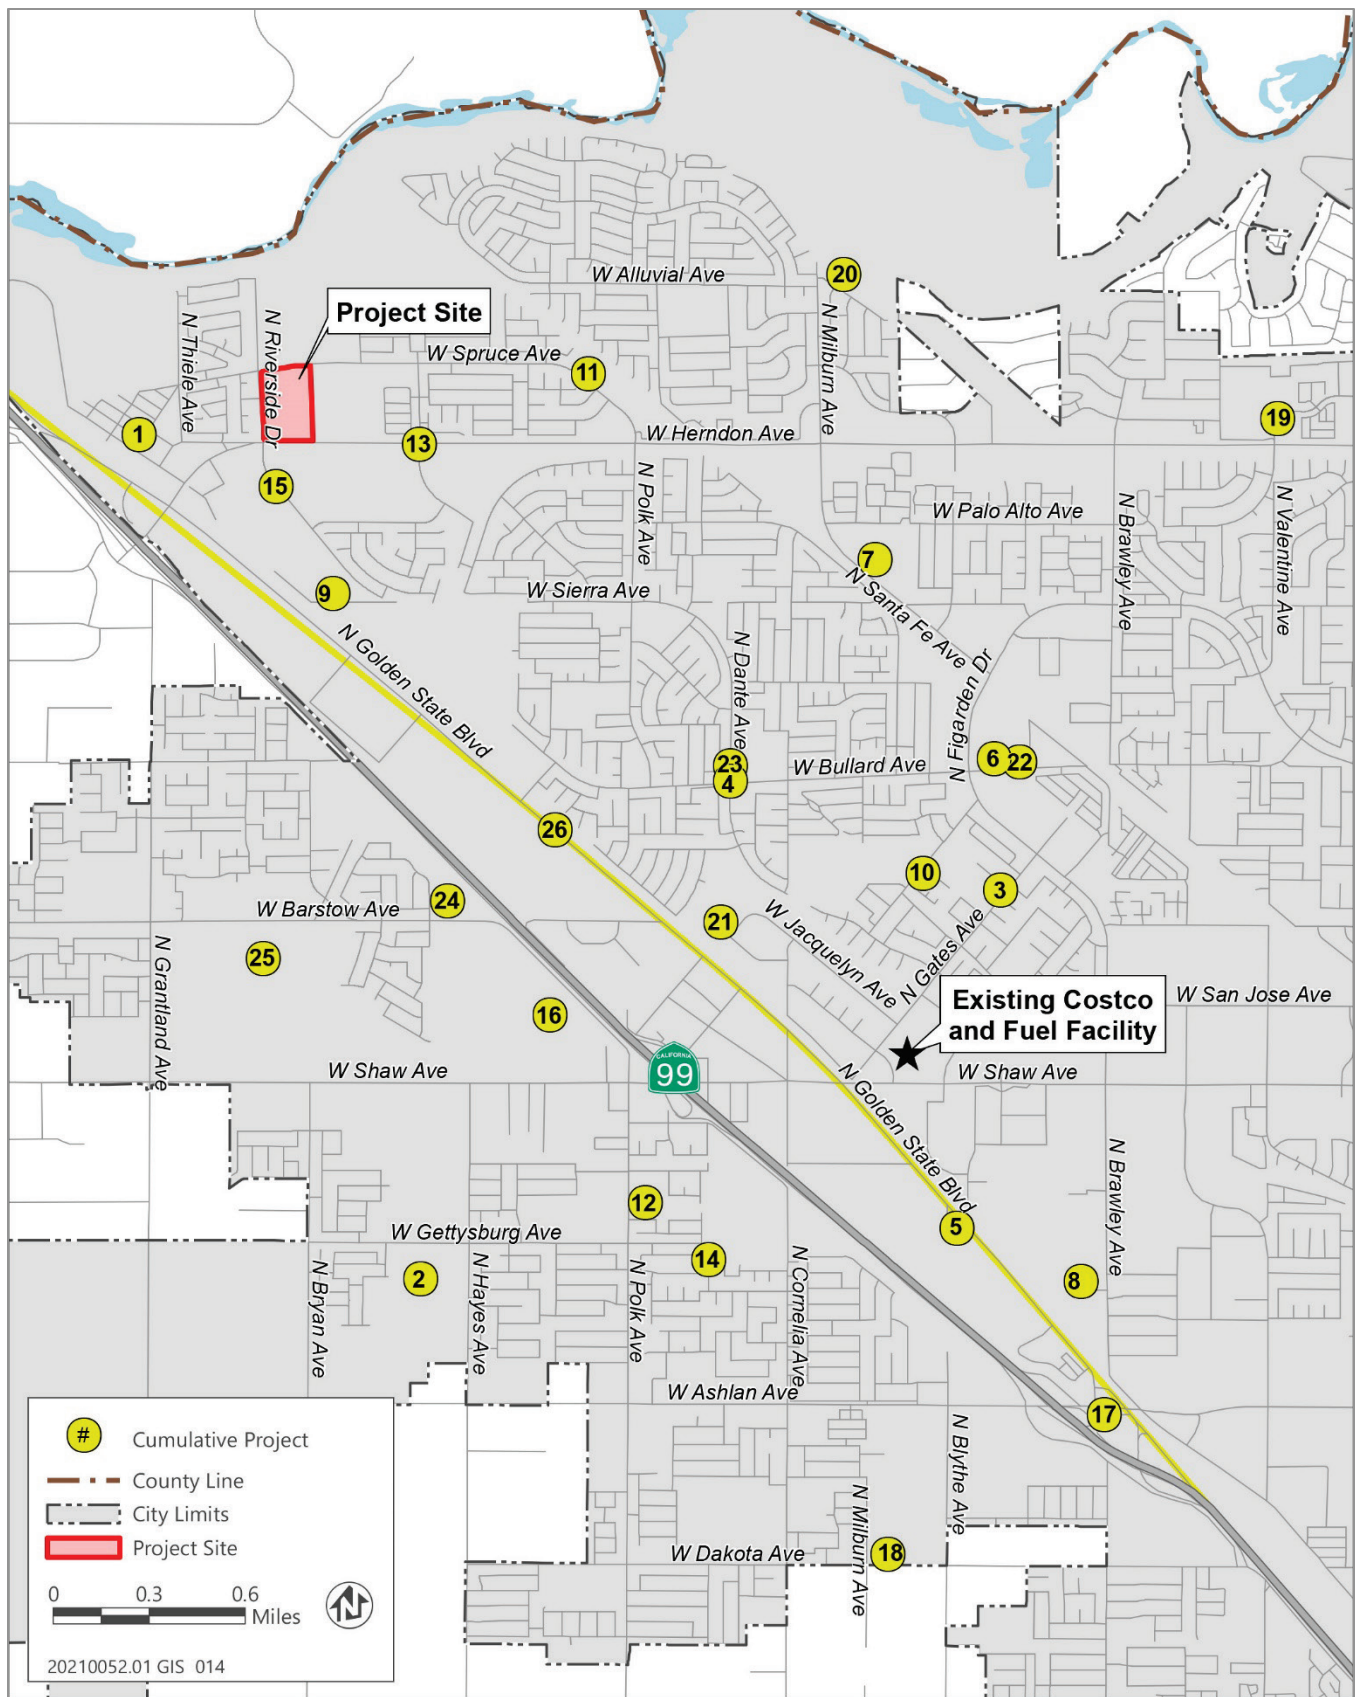 W Alluvial Ave
20
N Thiele Ave
N Riverside Dr
Project Site
N Milburn Ave
W Spruce Ave
11
19
1
13
W Herndon Ave
15
N Polk Ave
W Palo Alto Ave
N Brawley Ave
N Valentine Ave
7
N Santa Fe Ave
9
W Sierra Ave
N Golden State Blvd
N Dante Ave
N Figarden Dr
23
4
W Bullard Ave
6
22
26
10
3
24
W Barstow Ave
21
W Jacquelyn Ave
N Gates Ave
25
N Grantland Ave
Existing Costco
and Fuel Facility
W San Jose Ave
16
W Shaw Ave
CALIFORNIA
99
W Shaw Ave
N Golden State Blvd
12
N Brawley Ave
5
W Gettysburg Ave
14
2
8
N Bryan Ave
N Hayes Ave
N Polk Ave
N Cornelia Ave
W Ashlan Ave
17
N Blythe Ave
N Milburn Ave
W Dakota Ave
18
# Cumulative Project
County Line
City Limits
Project Site
0 0.3 0.6
Miles
N
20210052.01 GIS 014